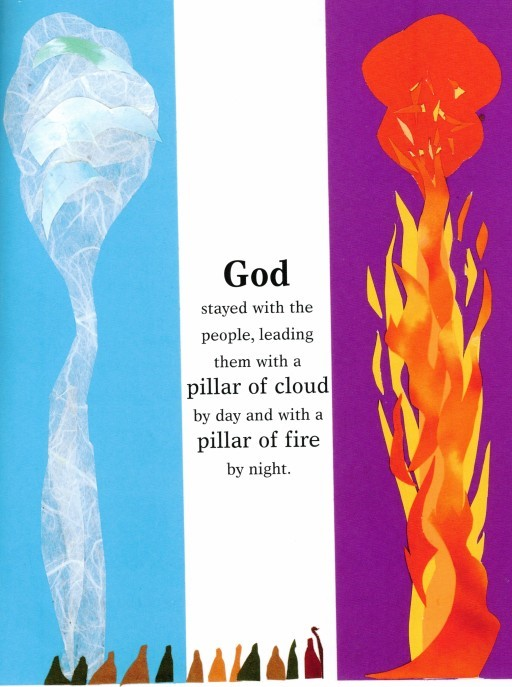 God
stayed with the
people, leading
them with a
pillar of cloud
by day and with a
pillar of fire
by night.